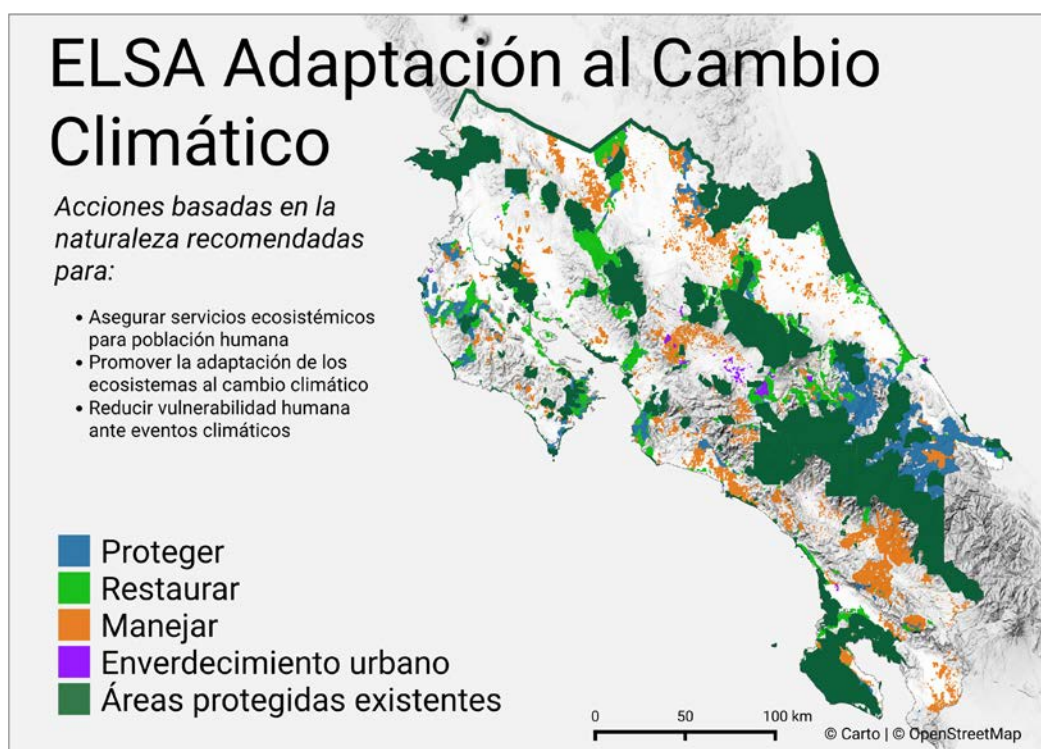 ELSA Adaptación al Cambio
Climático
Acciones basadas en la
naturaleza recomendadas
para:
• Asegurar servicios ecosistémicos
para población humana
• Promover la adaptación de los
ecosistemas al cambio climático
• Reducir vulnerabilidad humana
ante eventos climáticos
Proteger
Restaurar
Manejar
Enverdecimiento urbano
Áreas protegidas existentes
0 50 100 km
© Carto | © OpenStreetMap